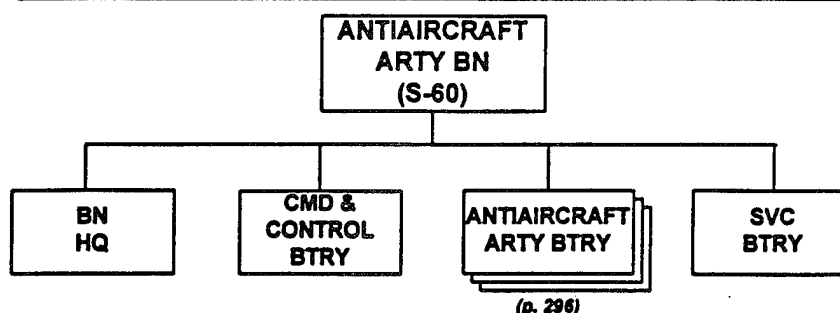 ANTIAIRCRAFT
ARTY BN
(S-60)
BN
HQ
CMD &
CONTROL
BTRY
ANTIAIRCRAFT
ARTY BTRY
SVC
BTRY
(p. 296)